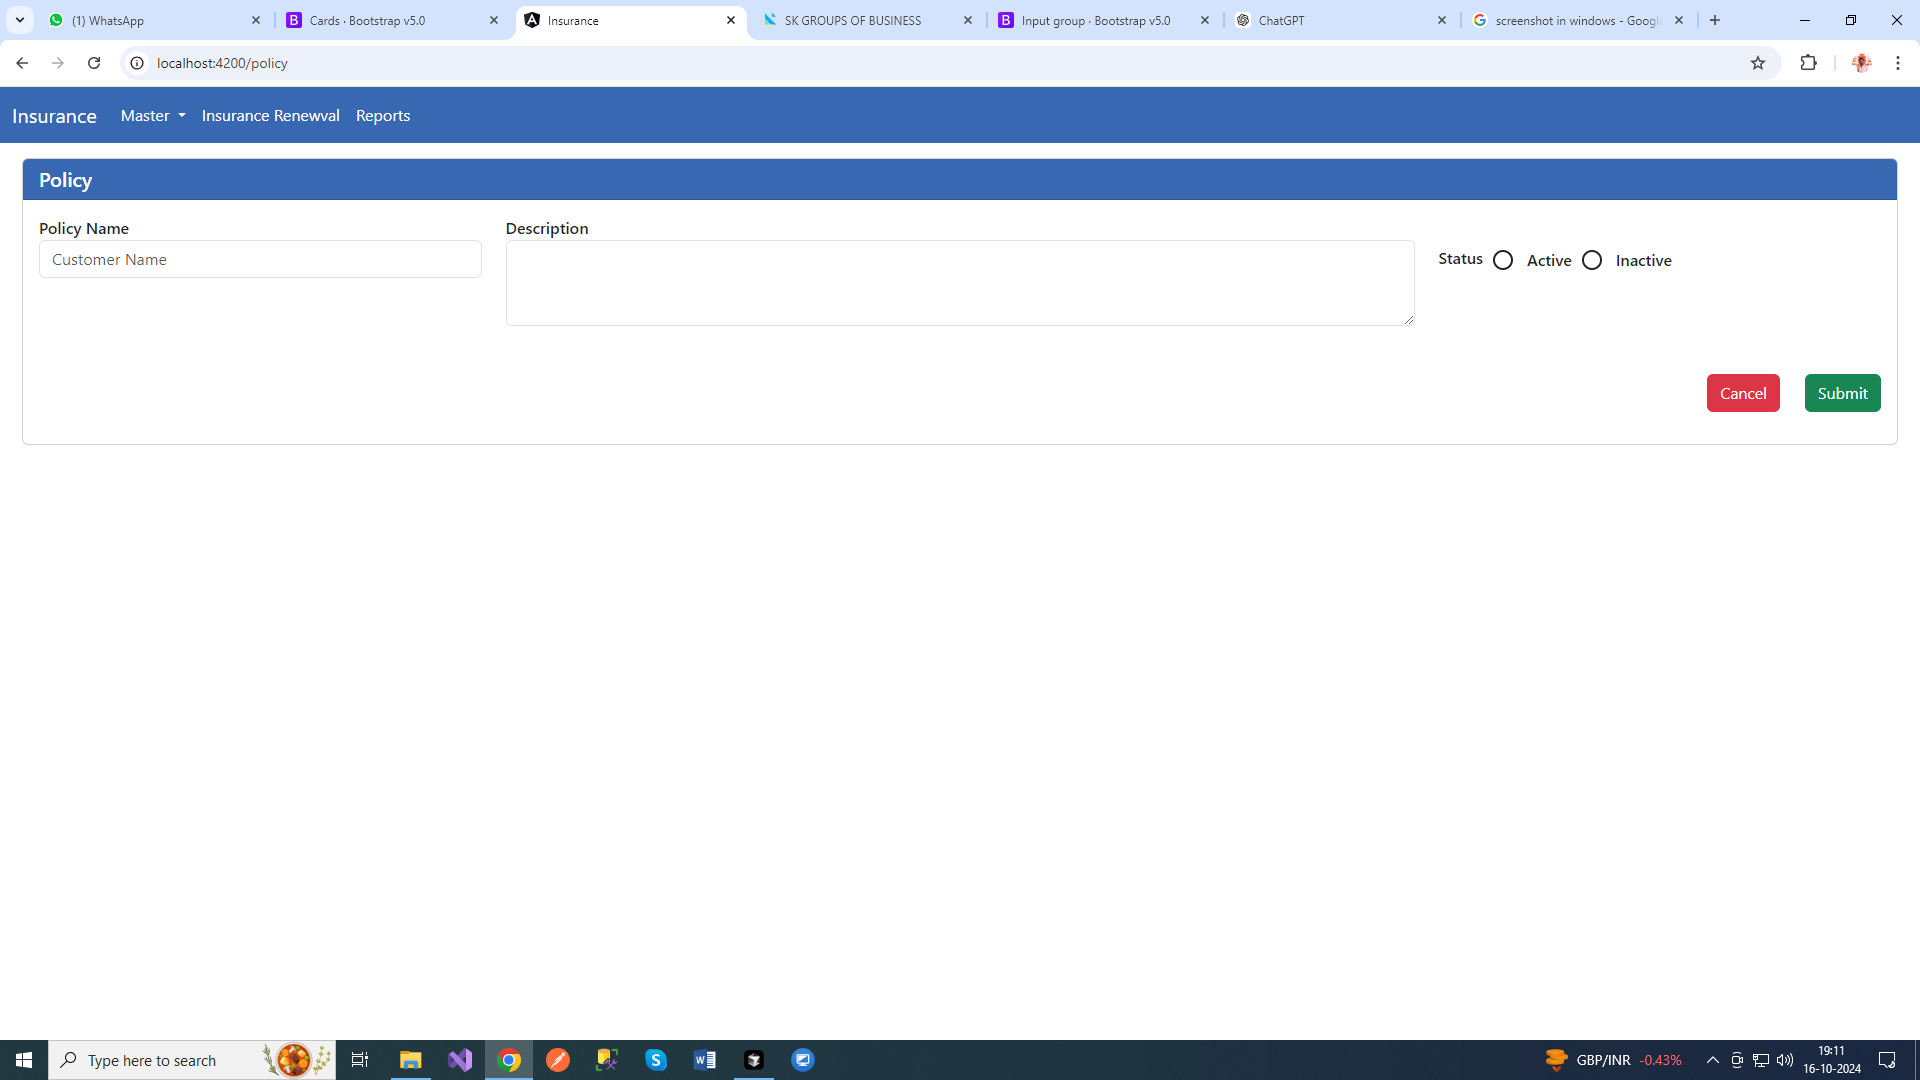 (1) WhatsApp
Cards · Bootstrap v5.0
Insurance
SK GROUPS OF BUSINESS
Input group · Bootstrap v5.0
ChatGPT
screenshot in windows - Googl
localhost:4200/policy
Insurance Master Insurance Renewval Reports
Policy
Policy Name
Customer Name
Description
Status Active Inactive
Cancel Submit
Type here to search
GBP/INR -0.43%
19:11
16-10-2024